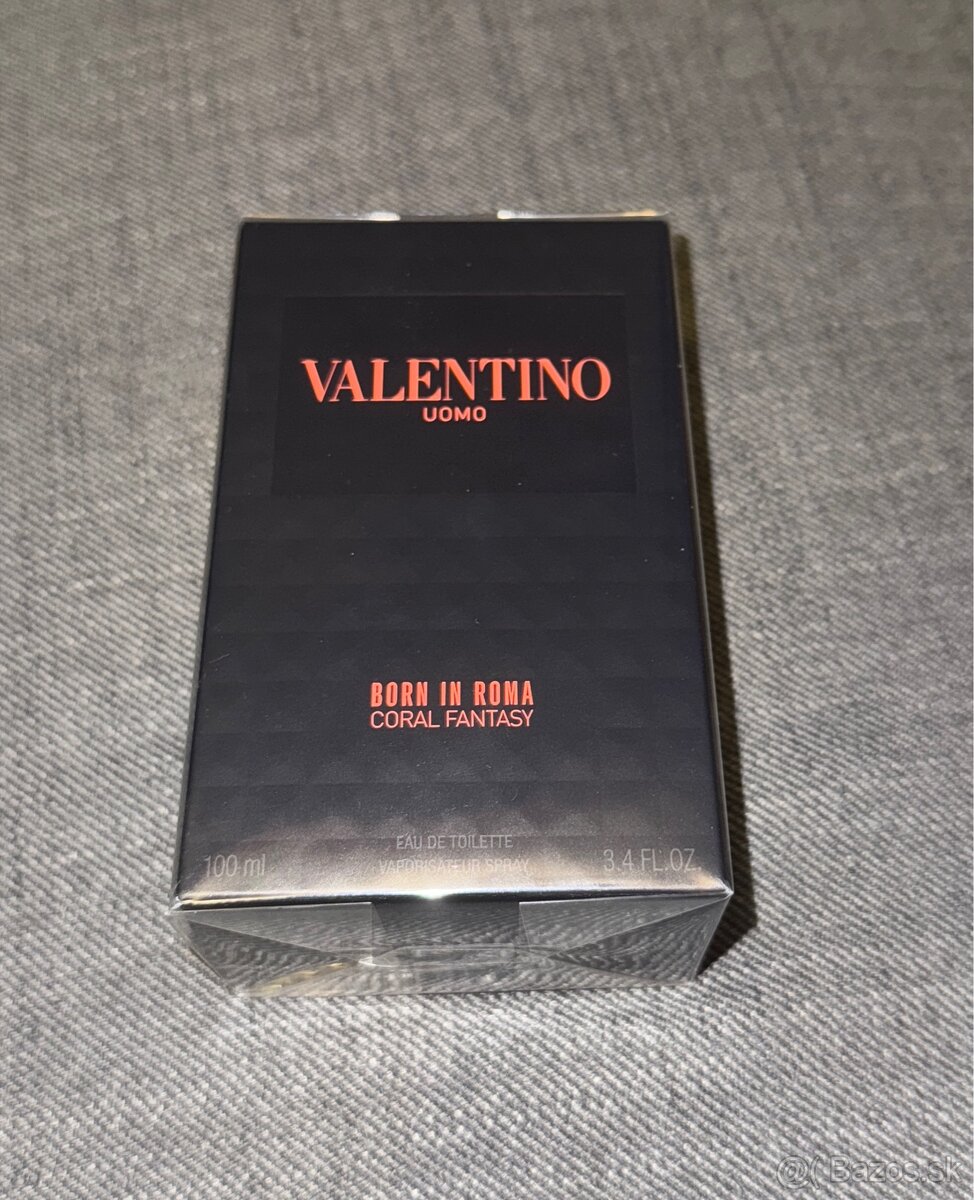 VALENTINO
UOMO
BORN IN ROMA
CORAL FANTASY
EAU DE TOILETTE
100 ml VAPORISATEUR SPRAY 3.4 FL.OZ
@( Bazos.sk